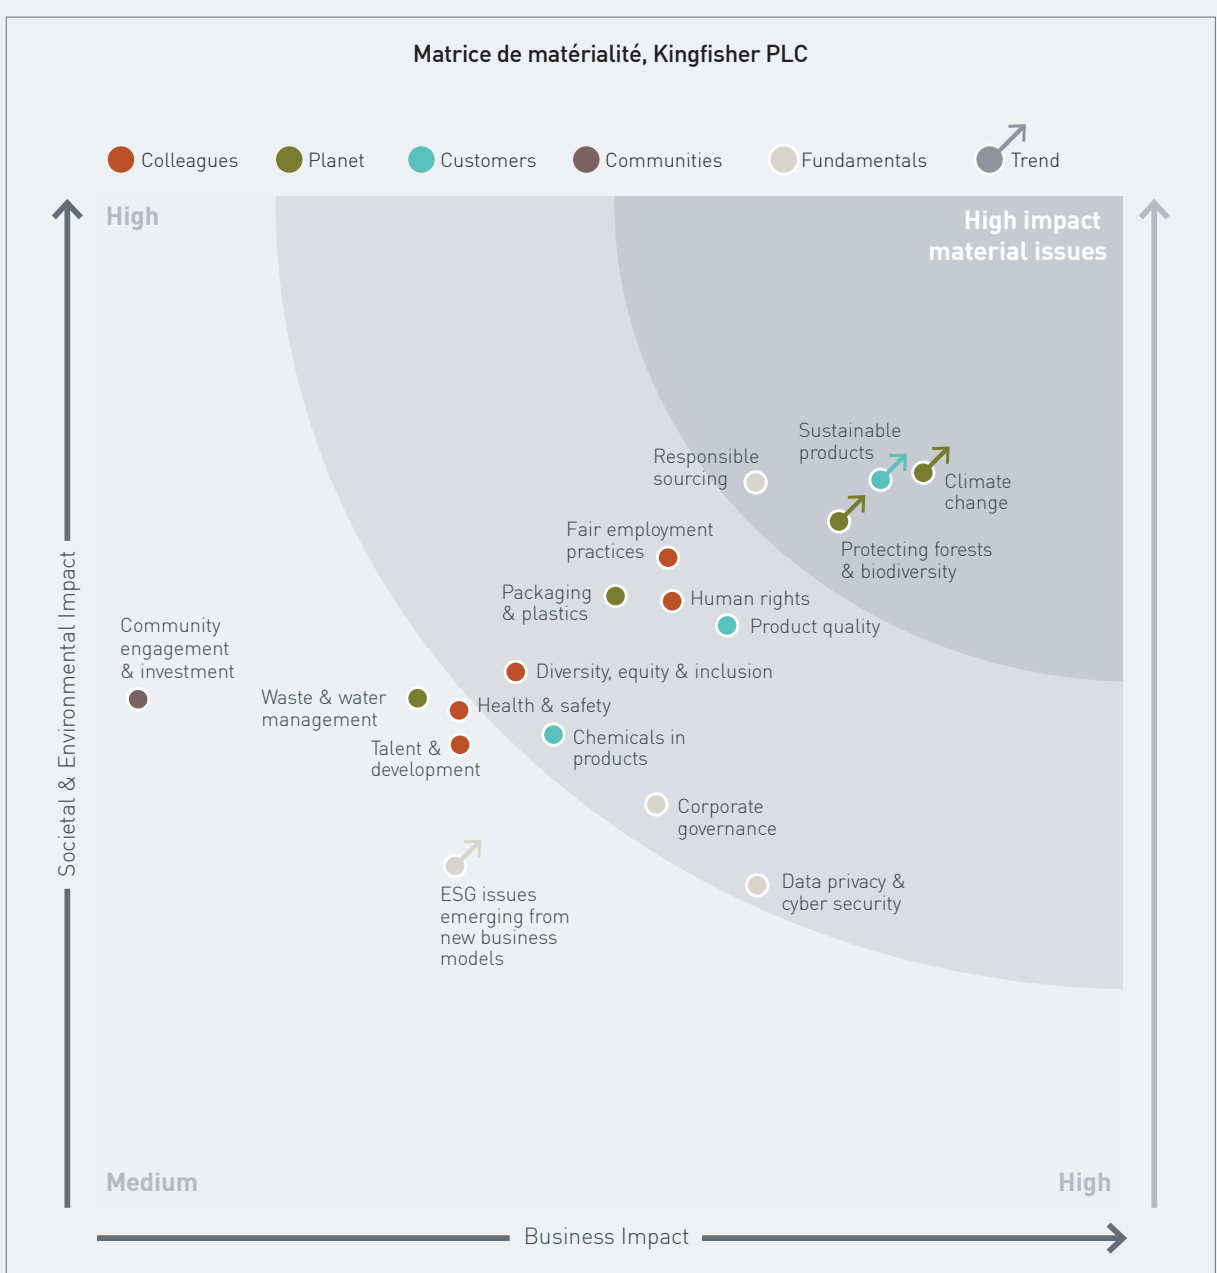 Matrice de matérialité, Kingfisher PLC
Colleagues
Planet
Customers
Communities
Fundamentals
Trend
High
High impact
material issues
Sustainable
products
Responsible
sourcing
Climate
change
Fair employment
practices
Protecting forests
& biodiversity
Packaging
& plastics
Human rights
Product quality
Community
engagement
& investment
Diversity, equity & inclusion
Waste & water
management
Health & safety
Talent &
development
Chemicals in
products
Corporate
governance
Data privacy &
cyber security
ESG issues
emerging from
new business
models
Societal & Environmental Impact
Medium
High
Business Impact